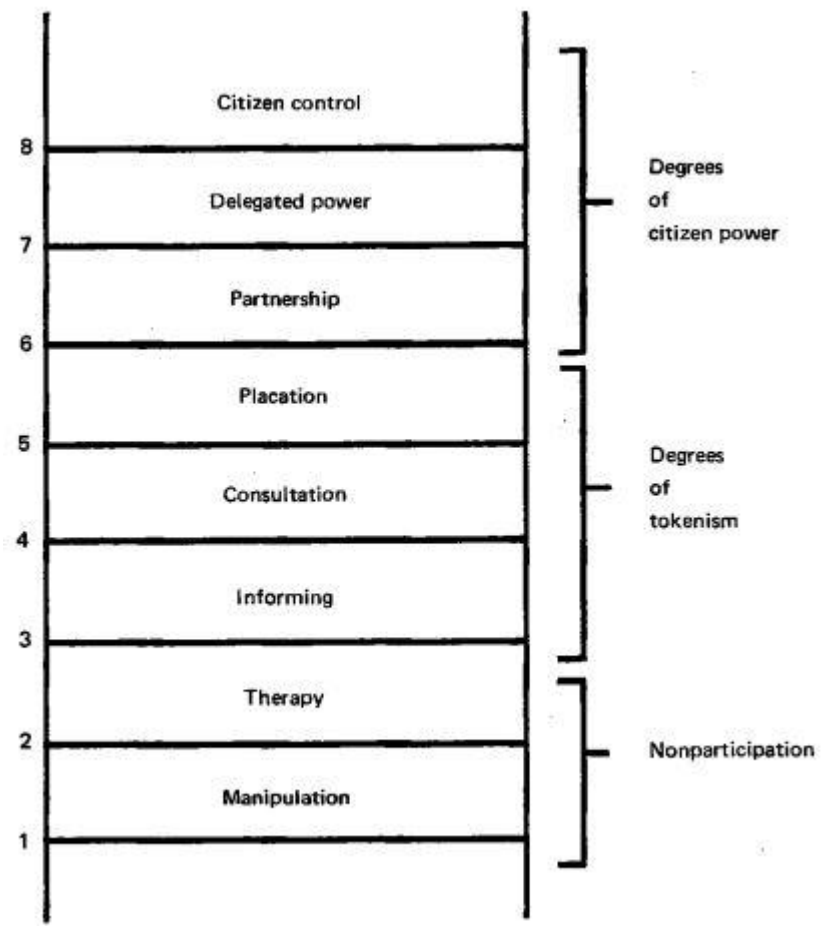 Citizen control
8
Delegated power
7
Partnership
6
Placation
5
Consultation
4
Informing
3
Therapy
2
Manipulation
1
Degrees
of
citizen power
Degrees
of
tokenism
Nonparticipation